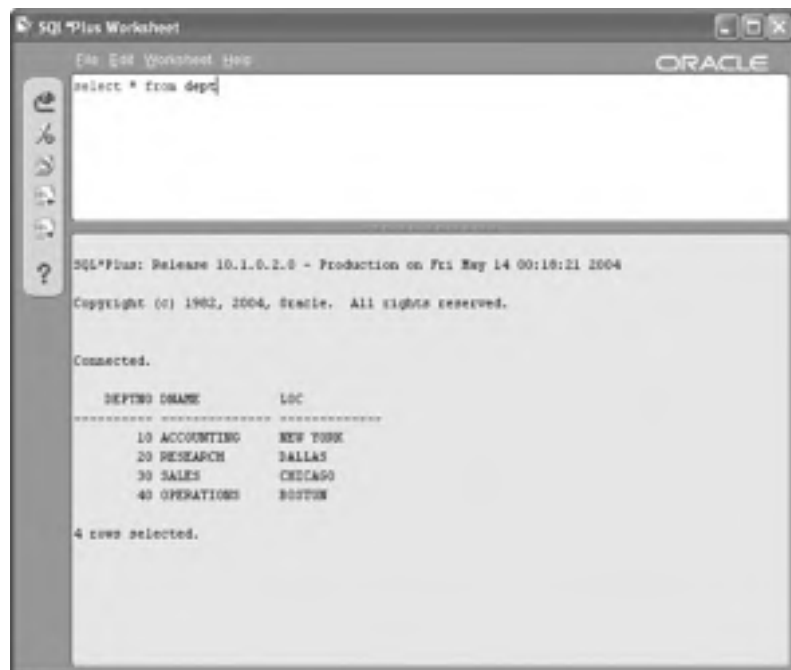 SQL*Plus Worksheet
File Edit Worksheet Help
ORACLE
select * from dept
SQL*Plus: Release 10.1.0.2.0 - Production on Fri May 14 00:18:21 2004
Copyright (c) 1982, 2004, Oracle.  All rights reserved.
Connected.
DEPTNO DNAME LOC
---------- -------------- -------------
10 ACCOUNTING NEW YORK
20 RESEARCH DALLAS
30 SALES CHICAGO
40 OPERATIONS BOSTON
4 rows selected.
?